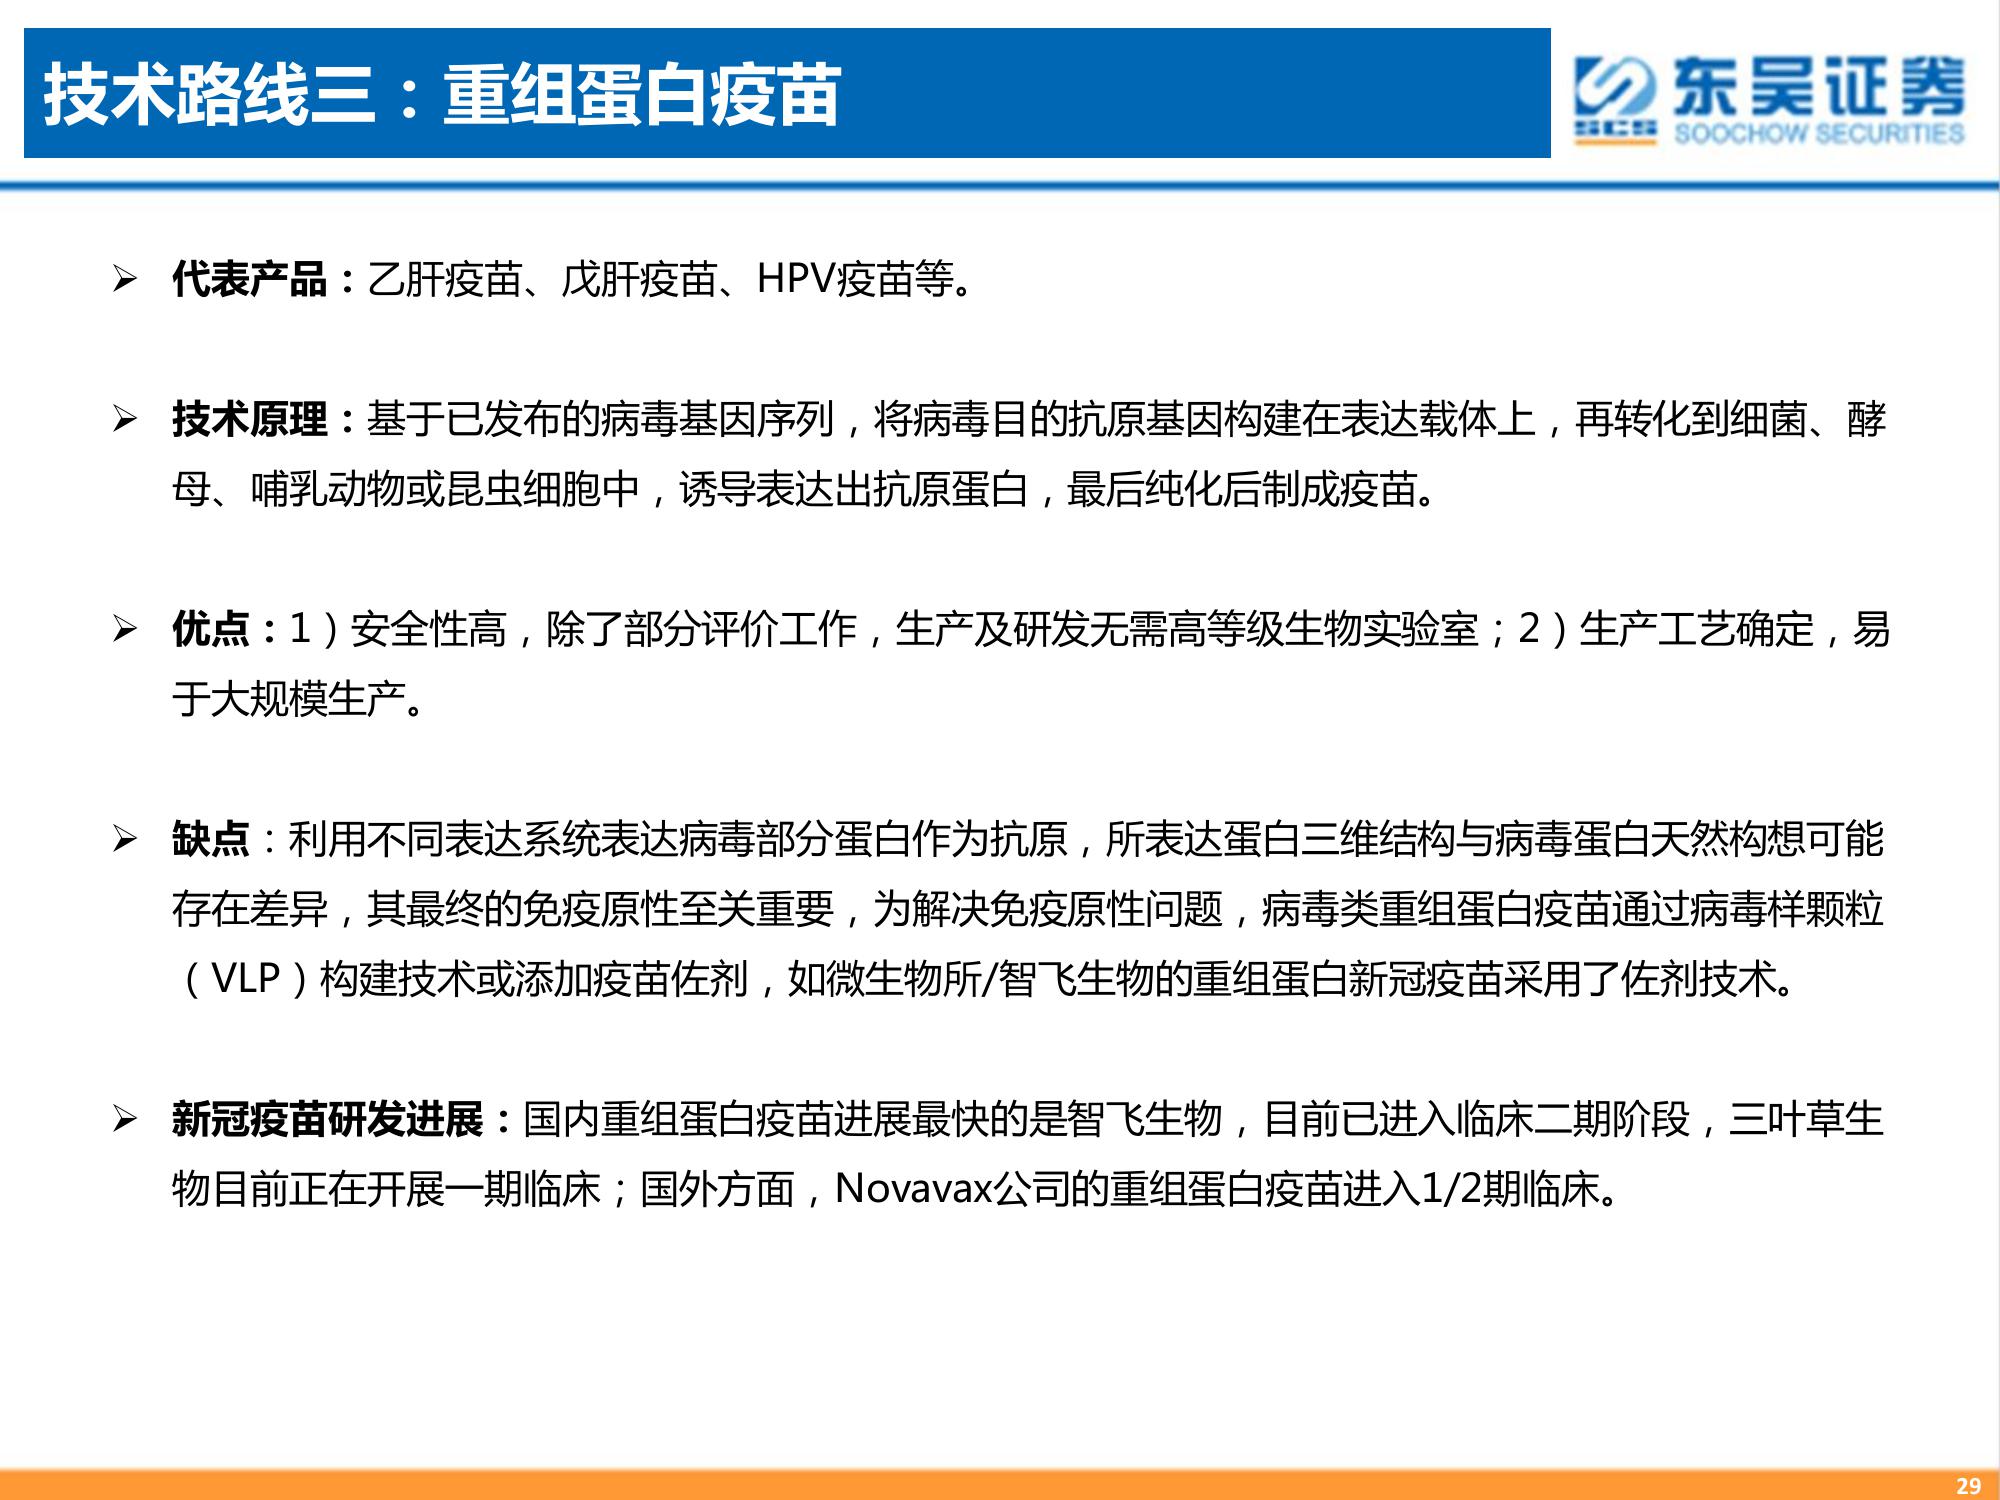 技术路线三：重组蛋白疫苗
东吴证券
SCS
SOOCHOW SECURITIES
➢ 代表产品：乙肝疫苗、戊肝疫苗、HPV疫苗等。
➢ 技术原理：基于已发布的病毒基因序列，将病毒目的抗原基因构建在表达载体上，再转化到细菌、酵
母、哺乳动物或昆虫细胞中，诱导表达出抗原蛋白，最后纯化后制成疫苗。
➢ 优点：1）安全性高，除了部分评价工作，生产及研发无需高等级生物实验室；2）生产工艺确定，易
于大规模生产。
➢ 缺点：利用不同表达系统表达病毒部分蛋白作为抗原，所表达蛋白三维结构与病毒蛋白天然构想可能
存在差异，其最终的免疫原性至关重要，为解决免疫原性问题，病毒类重组蛋白疫苗通过病毒样颗粒
（VLP）构建技术或添加疫苗佐剂，如微生物所/智飞生物的重组蛋白新冠疫苗采用了佐剂技术。
➢ 新冠疫苗研发进展：国内重组蛋白疫苗进展最快的是智飞生物，目前已进入临床二期阶段，三叶草生
物目前正在开展一期临床；国外方面，Novavax公司的重组蛋白疫苗进入1/2期临床。
29